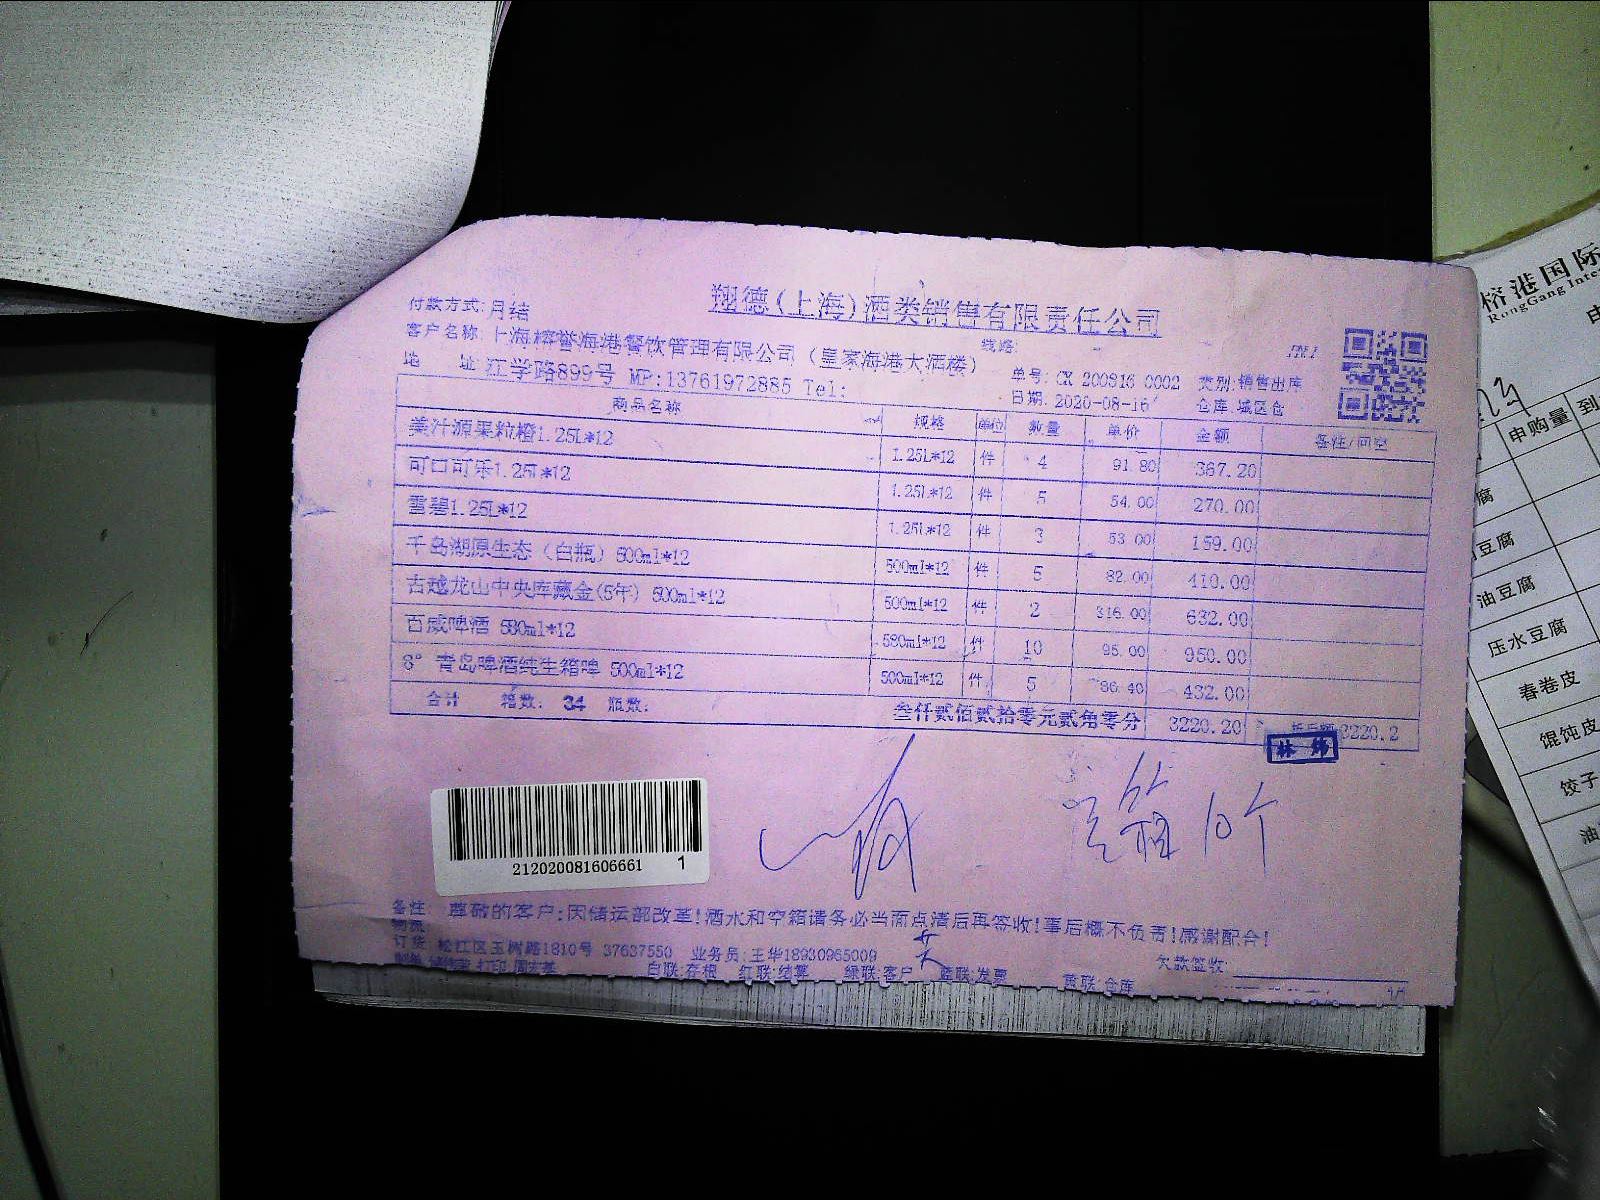 翔德(上海)酒类销售有限责任公司
付款方式:月结
线路:
客户名称:上海榕誉海港餐饮管理有限公司(皇家海港大酒楼)
单号:CK-200816-0002 类别:销售出库
地 址:江学路899号 MP:13761972885 Tel:
日期:2020-08-16 仓库:城区仓
商品名称 规格 单位 数量 单价 金额 备注/回空
美汁源果粒橙1.25L*12 1.25L*12 件 4 91.80 367.20
可口可乐1.25l*12 1.25L*12 件 5 54.00 270.00
雪碧1.25L*12 1.25L*12 件 3 53.00 159.00
千岛湖原生态(白瓶)500ml*12 500ml*12 件 5 82.00 410.00
古越龙山中央库藏金(5年)500ml*12 500ml*12 件 2 316.00 632.00
百威啤酒 580ml*12 580ml*12 件 10 95.00 950.00
8° 青岛啤酒纯生箱啤 500ml*12 500ml*12 件 5 86.40 432.00
合计 箱数: 34 瓶数: 叁仟贰佰贰拾零元贰角零分 3220.20 折后额:3220.2
箱10个
212020081606661 1
备注: 尊敬的客户:因储运部改革!酒水和空箱请务必当面点清后再签收!事后概不负责!感谢配合!
物流
订货 松江区玉树路1810号 37637550 业务员:王华18930965009
欠款签收:
白联:存根 红联:结算 绿联:客户 蓝联:发票 黄联:仓库
榕港国际
RongGang Inte
申购量 到
腐
豆腐
油豆腐
压水豆腐
春卷皮
馄饨皮
饺子
油